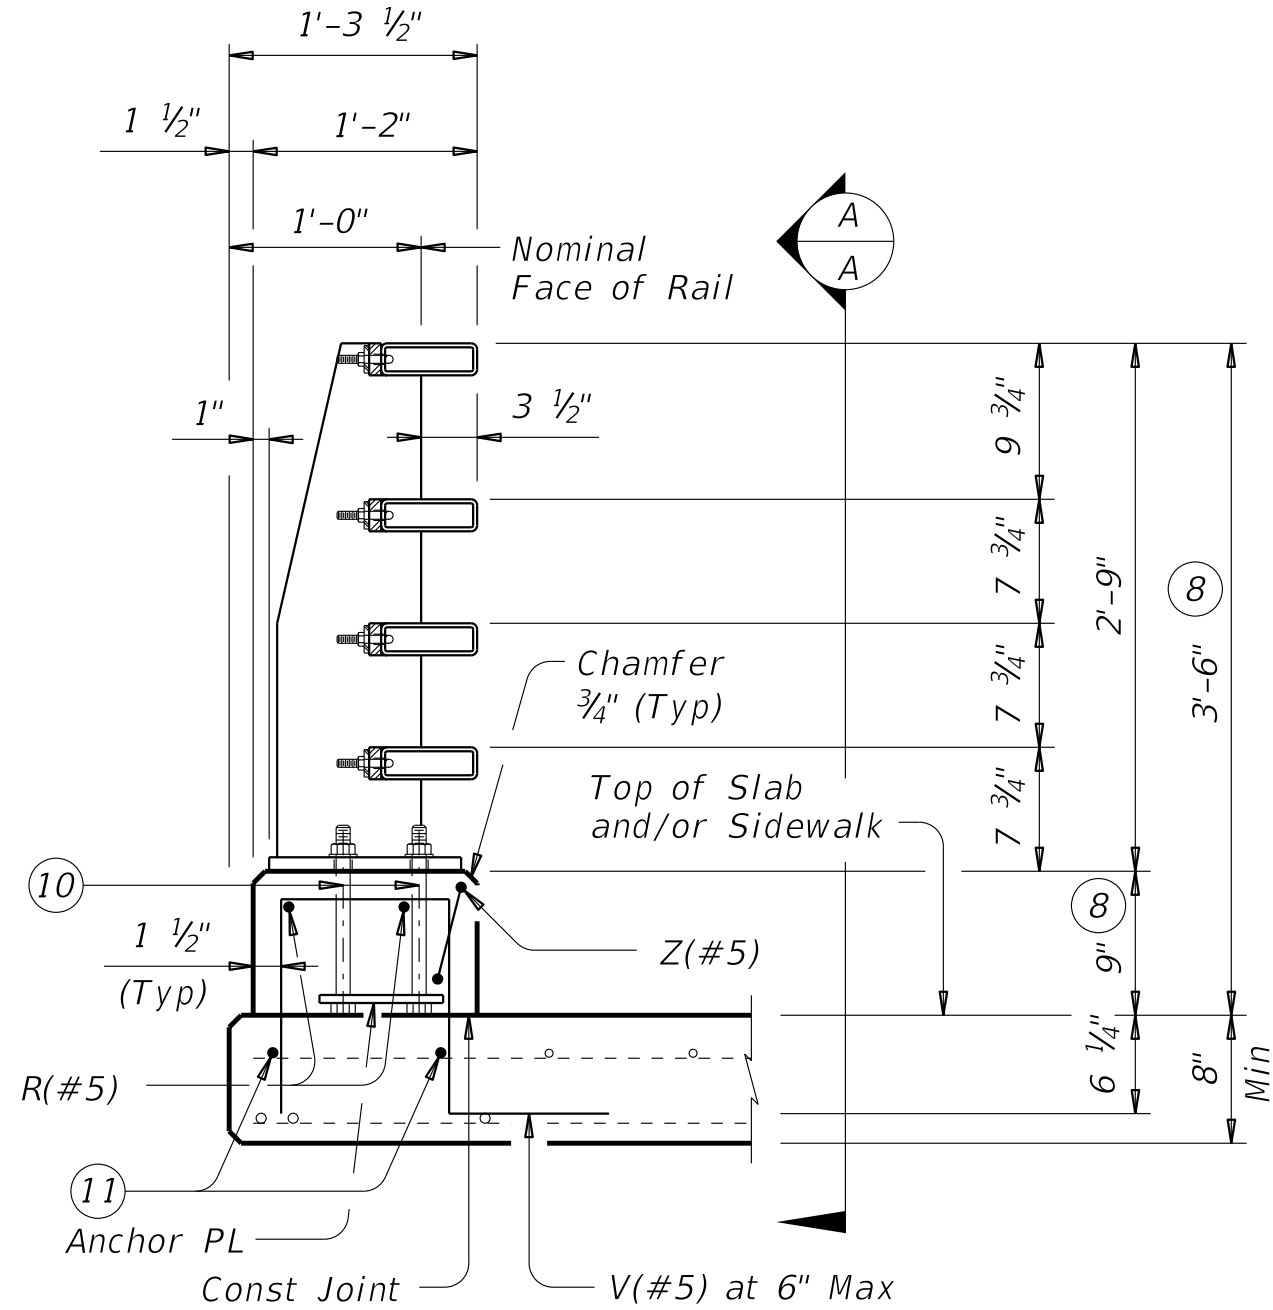 1'-3 1/2"
1 1/2"
1'-2"
1'-0"
Nominal
Face of Rail
A
A
1"
3 1/2"
9 3/4"
7 3/4"
7 3/4"
7 3/4"
2'-9"
8
3'-6"
Chamfer
3/4" (Typ)
Top of Slab
and/or Sidewalk
10
8
9"
1 1/2"
(Typ)
Z(#5)
6 1/4"
8"
Min
R(#5)
11
Anchor PL
Const Joint
V(#5) at 6" Max